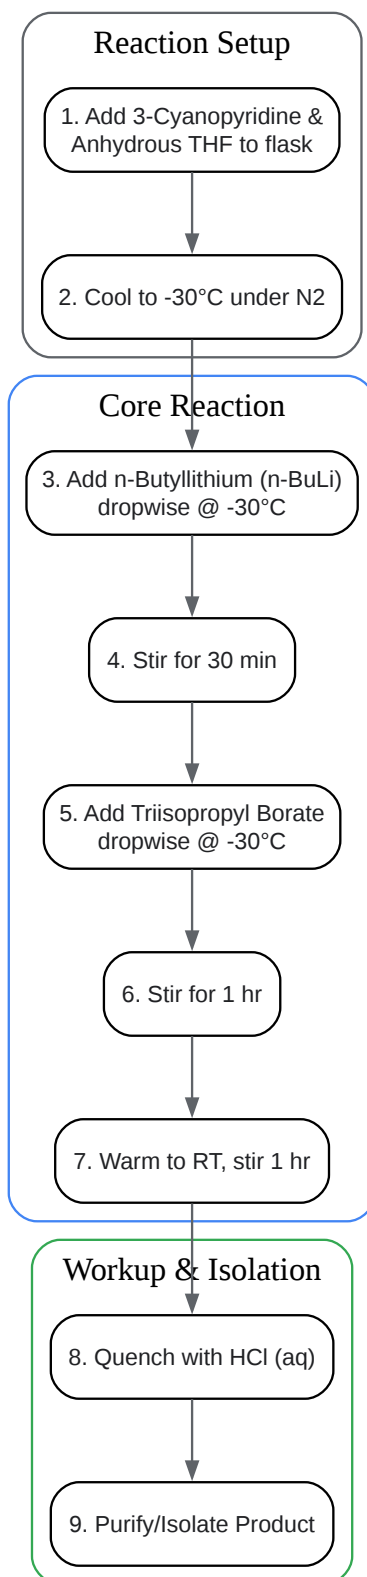 Reaction Setup
1. Add 3-Cyanopyridine &
Anhydrous THF to flask
2. Cool to -30°C under N2
Core Reaction
3. Add n-Butyllithium (n-BuLi)
dropwise @ -30°C
4. Stir for 30 min
5. Add Triisopropyl Borate
dropwise @ -30°C
6. Stir for 1 hr
7. Warm to RT, stir 1 hr
Workup & Isolation
8. Quench with HCl (aq)
9. Purify/Isolate Product